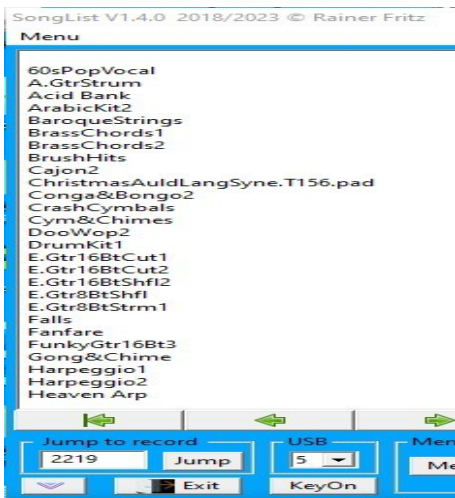 SongList V1.4.0 2018/2023 © Rainer Fritz
Menu
60sPopVocal
A.GtrStrum
Acid Bank
ArabicKit2
BaroqueStrings
BrassChords1
BrassChords2
BrushHits
Cajon2
ChristmasAuldLangSyne.T156.pad
Conga&Bongo2
CrashCymbals
Cym&Chimes
DooWop2
DrumKit1
E.Gtr16BtCut1
E.Gtr16BtCut2
E.Gtr16BtShfl2
E.Gtr8BtShfl
E.Gtr8BtStrm1
Falls
Fanfare
FunkyGtr16Bt3
Gong&Chime
Harpeggio1
Harpeggio2
Heaven Arp
Jump to record USB Men
2219 Jump 5 Me
Exit KeyOn